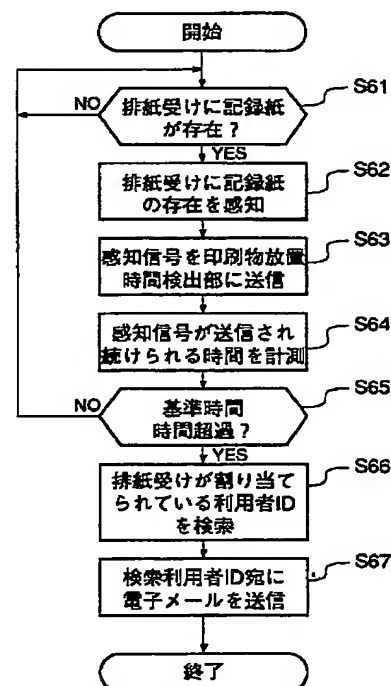 開始
S61
NO
排紙受けに記録紙
が存在？
YES
S62
排紙受けに記録紙
の存在を感知
S63
感知信号を印刷物放置
時間検出部に送信
S64
感知信号が送信され
続けられる時間を計測
S65
NO
基準時間
時間超過？
YES
S66
排紙受けが割り当て
られている利用者ID
を検索
S67
検索利用者ID宛に
電子メールを送信
終了